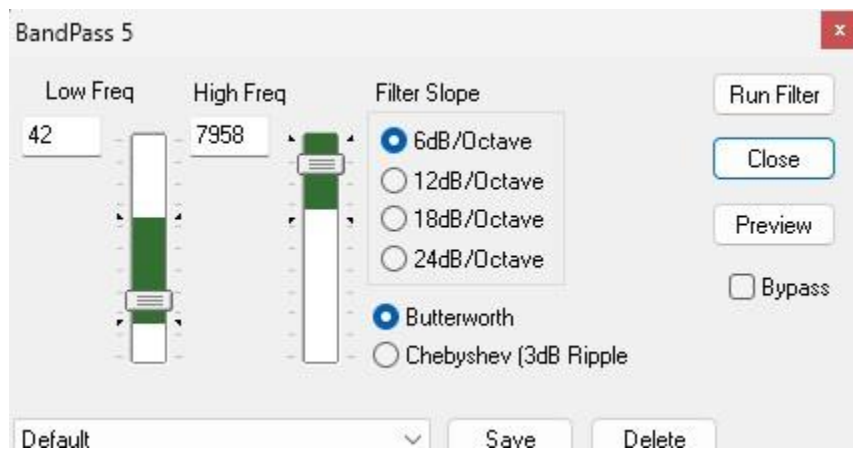 BandPass 5
x
Low Freq
High Freq
Filter Slope
42
7958
6dB/Octave
12dB/Octave
18dB/Octave
24dB/Octave
Butterworth
Chebyshev (3dB Ripple
Run Filter
Close
Preview
Bypass
Default
Save
Delete